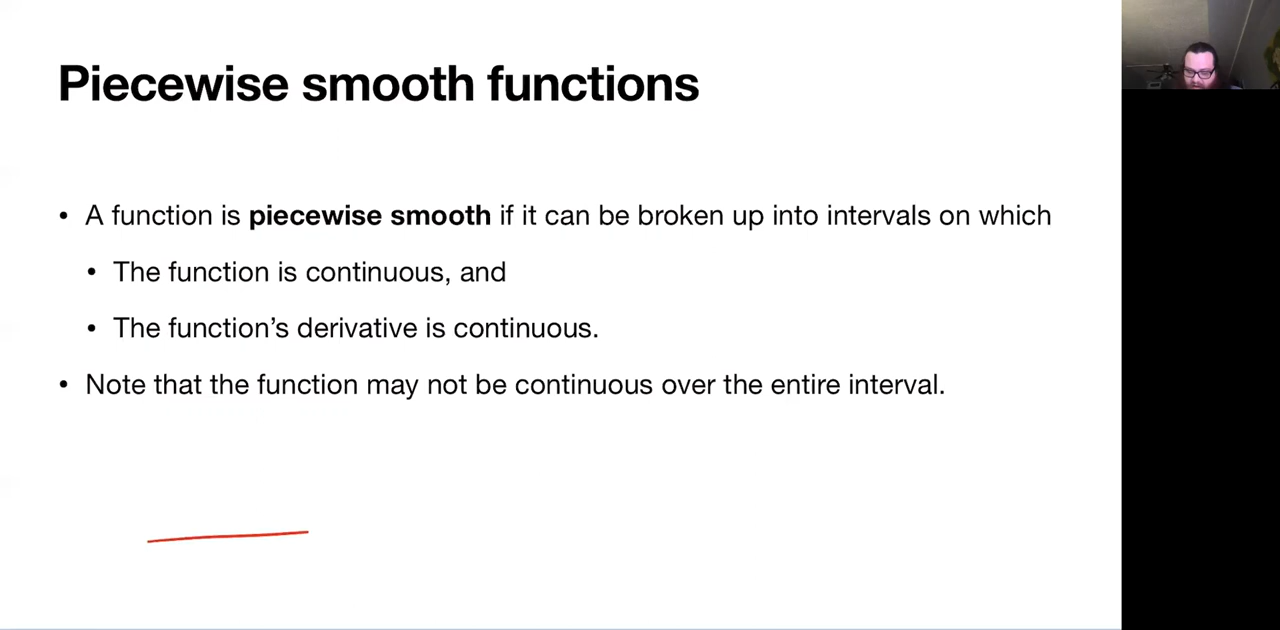 Piecewise smooth functions
• A function is piecewise smooth if it can be broken up into intervals on which
• The function is continuous, and
• The function’s derivative is continuous.
• Note that the function may not be continuous over the entire interval.